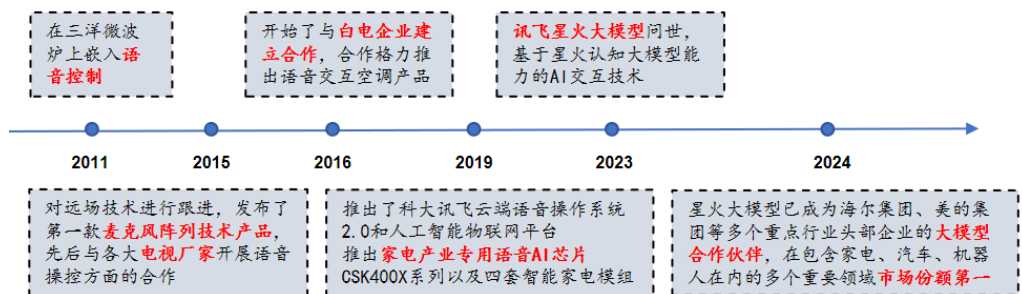 在三洋微波
炉上嵌入语
音控制
开始了与白电企业建
立合作，合作格力推
出语音交互空调产品
讯飞星火大模型问世，
基于星火认知大模型能
力的AI交互技术
2011
2015
2016
2019
2023
2024
对远场技术进行跟进，发布了
第一款麦克风阵列技术产品，
先后与各大电视厂家开展语音
操控方面的合作
推出了科大讯飞云端语音操作系统
2.0和人工智能物联网平台
推出家电产业专用语音AI芯片
CSK400X系列以及四套智能家电模组
星火大模型已成为海尔集团、美的集
团等多个重点行业头部企业的大模型
合作伙伴，在包含家电、汽车、机器
人在内的多个重要领域市场份额第一